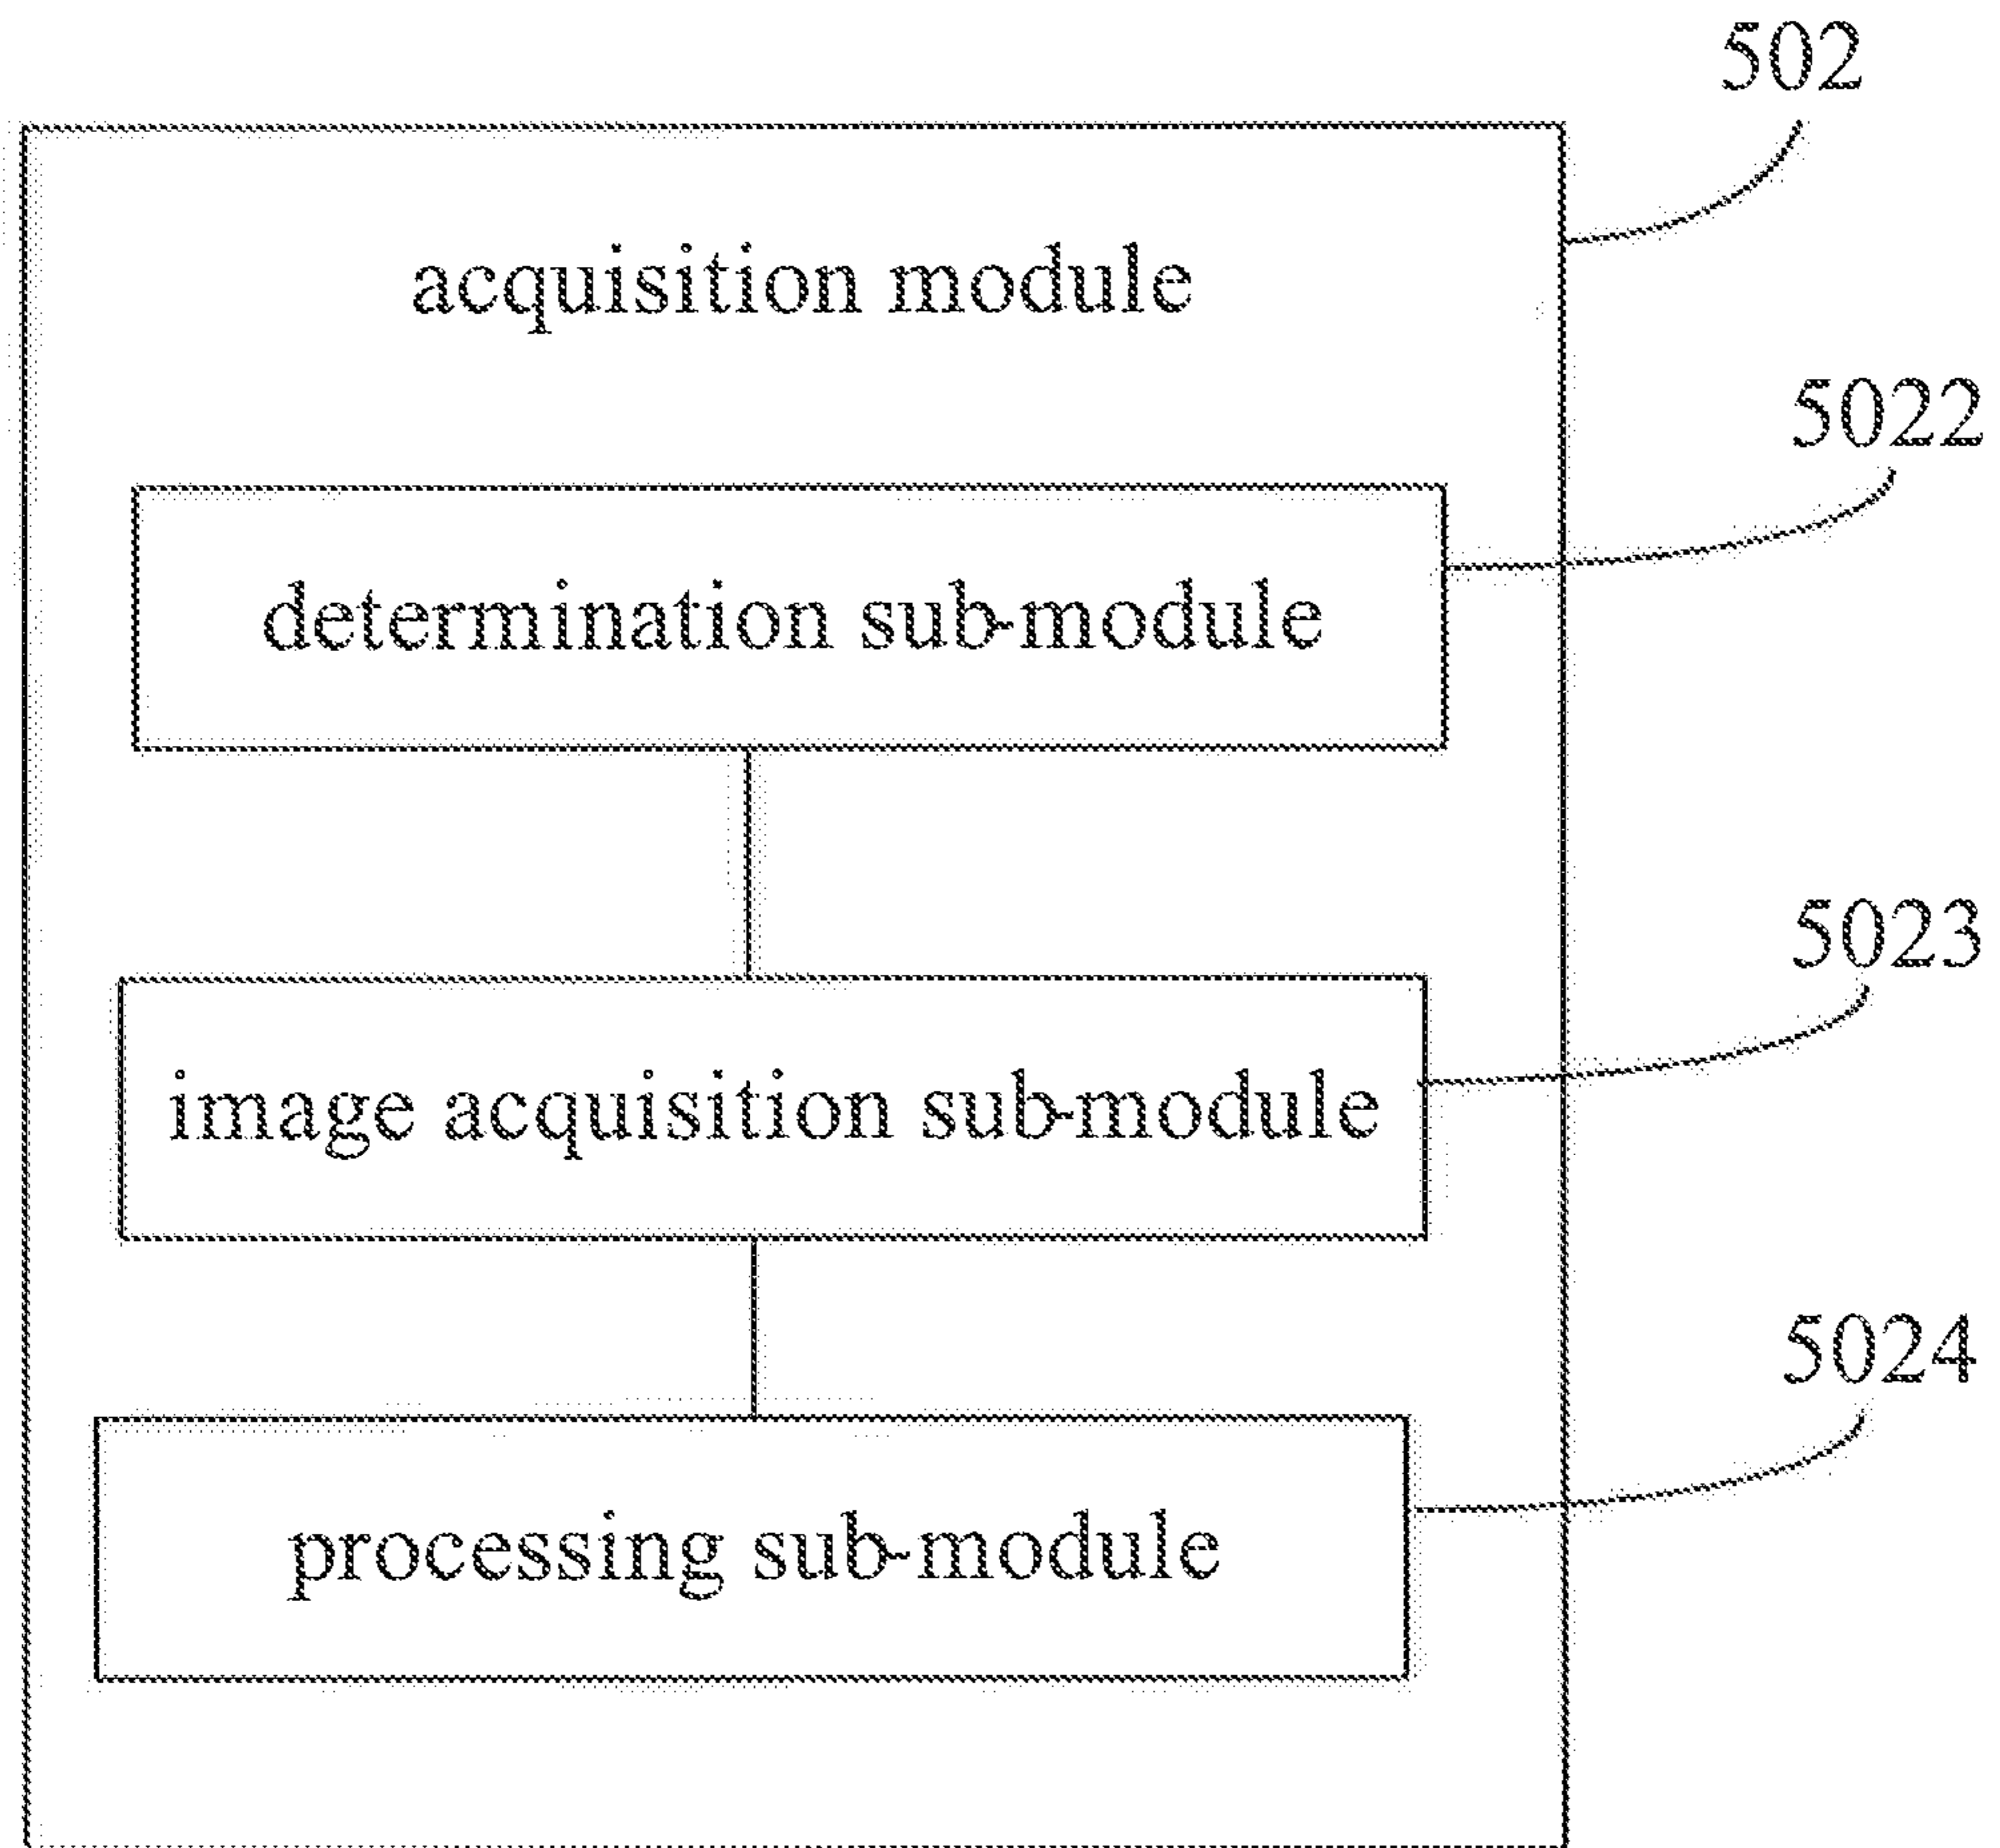 502
acquisition module
5022
determination sub-module
5023
image acquisition sub-module
5024
processing sub-module